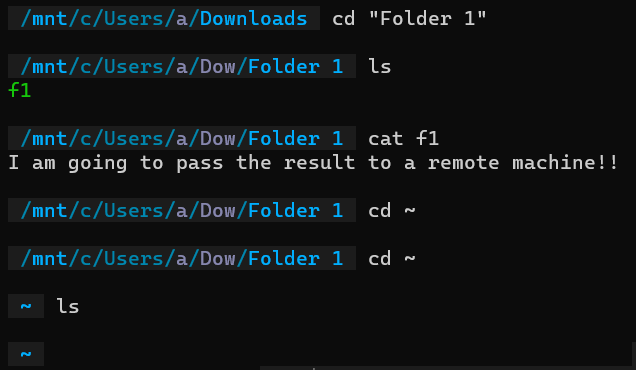 /mnt/c/Users/a/Downloads cd "Folder 1"
/mnt/c/Users/a/Dow/Folder 1 ls
f1
/mnt/c/Users/a/Dow/Folder 1 cat f1
I am going to pass the result to a remote machine!!
/mnt/c/Users/a/Dow/Folder 1 cd ~
/mnt/c/Users/a/Dow/Folder 1 cd ~
~ ls
~